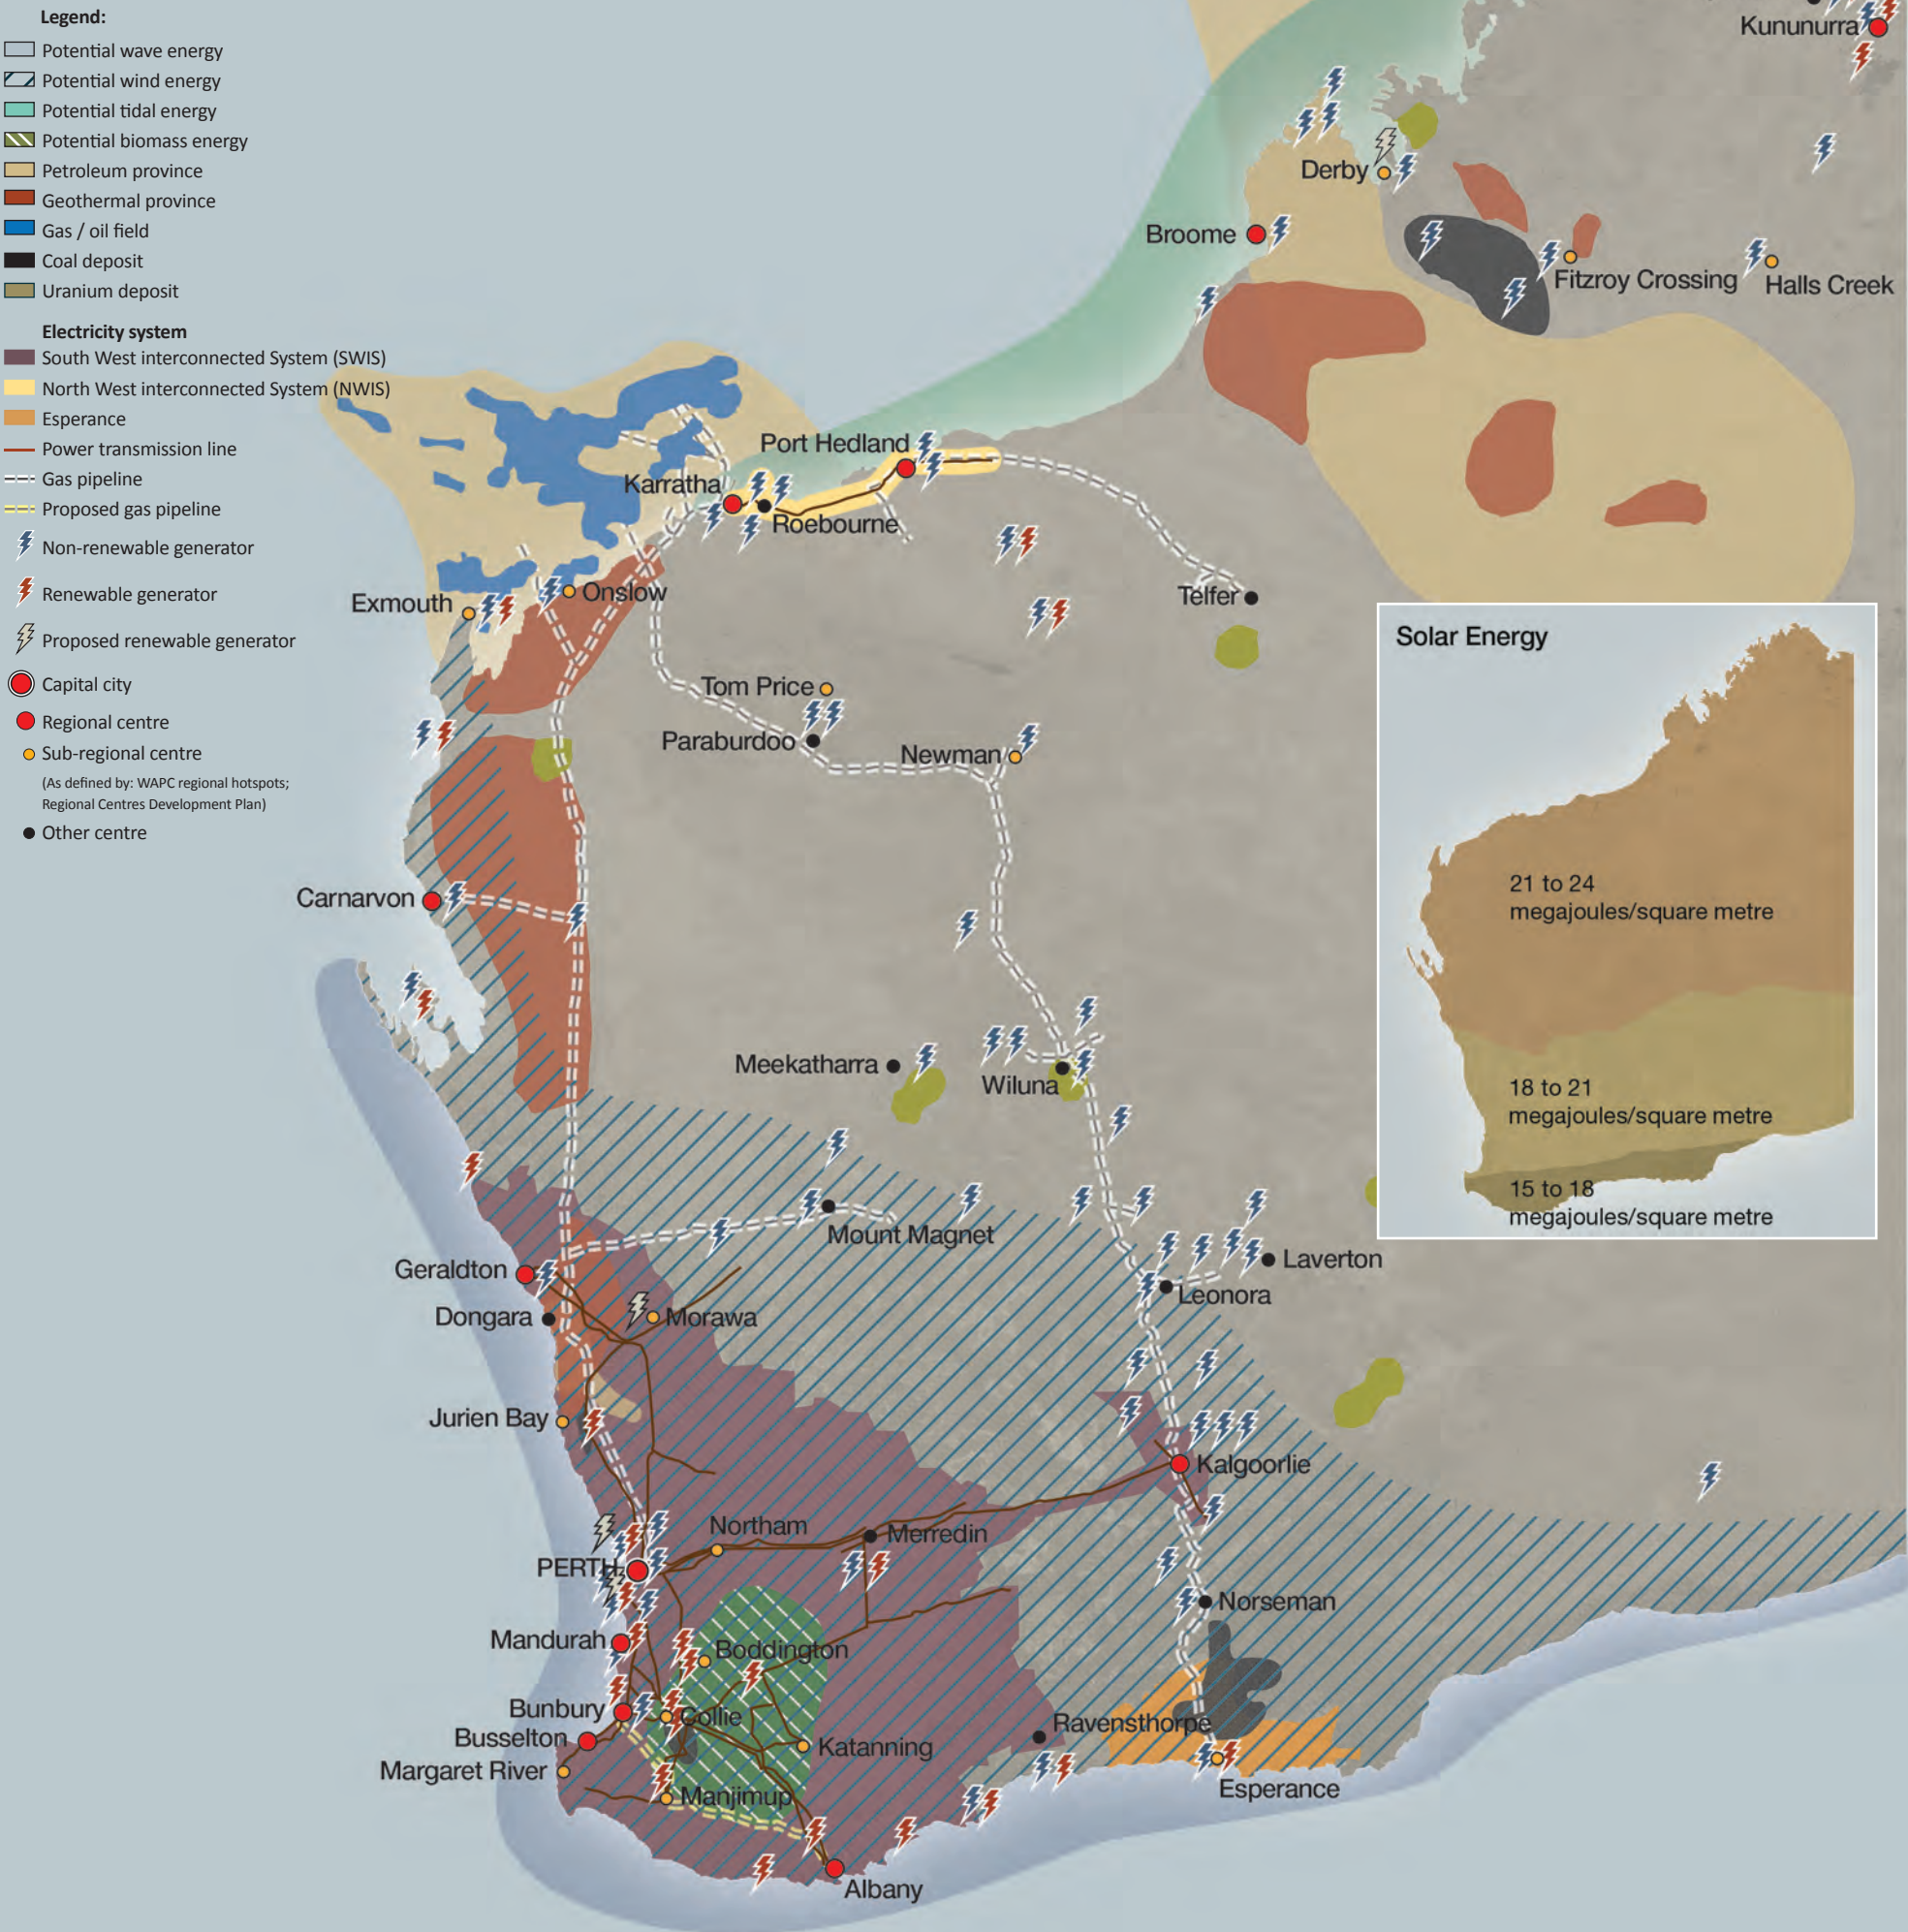 Legend:
Potential wave energy
Potential wind energy
Potential tidal energy
Potential biomass energy
Petroleum province
Geothermal province
Gas / oil field
Coal deposit
Uranium deposit
Electricity system
South West interconnected System (SWIS)
North West interconnected System (NWIS)
Esperance
Power transmission line
Gas pipeline
Proposed gas pipeline
Non-renewable generator
Renewable generator
Proposed renewable generator
Capital city
Regional centre
Sub-regional centre
(As defined by: WAPC regional hotspots;
Regional Centres Development Plan)
Other centre
Kununurra
Derby
Broome
Fitzroy Crossing
Halls Creek
Port Hedland
Karratha
Roebourne
Exmouth
Onslow
Telfer
Tom Price
Paraburdoo
Newman
Carnarvon
Meekatharra
Wiluna
Mount Magnet
Geraldton
Laverton
Leonora
Dongara
Morawa
Jurien Bay
Kalgoorlie
Northam
Merredin
PERTH
Norseman
Mandurah
Boddington
Bunbury
Collie
Busselton
Ravensthorpe
Katanning
Margaret River
Manjimup
Esperance
Albany
Solar Energy
21 to 24
megajoules/square metre
18 to 21
megajoules/square metre
15 to 18
megajoules/square metre